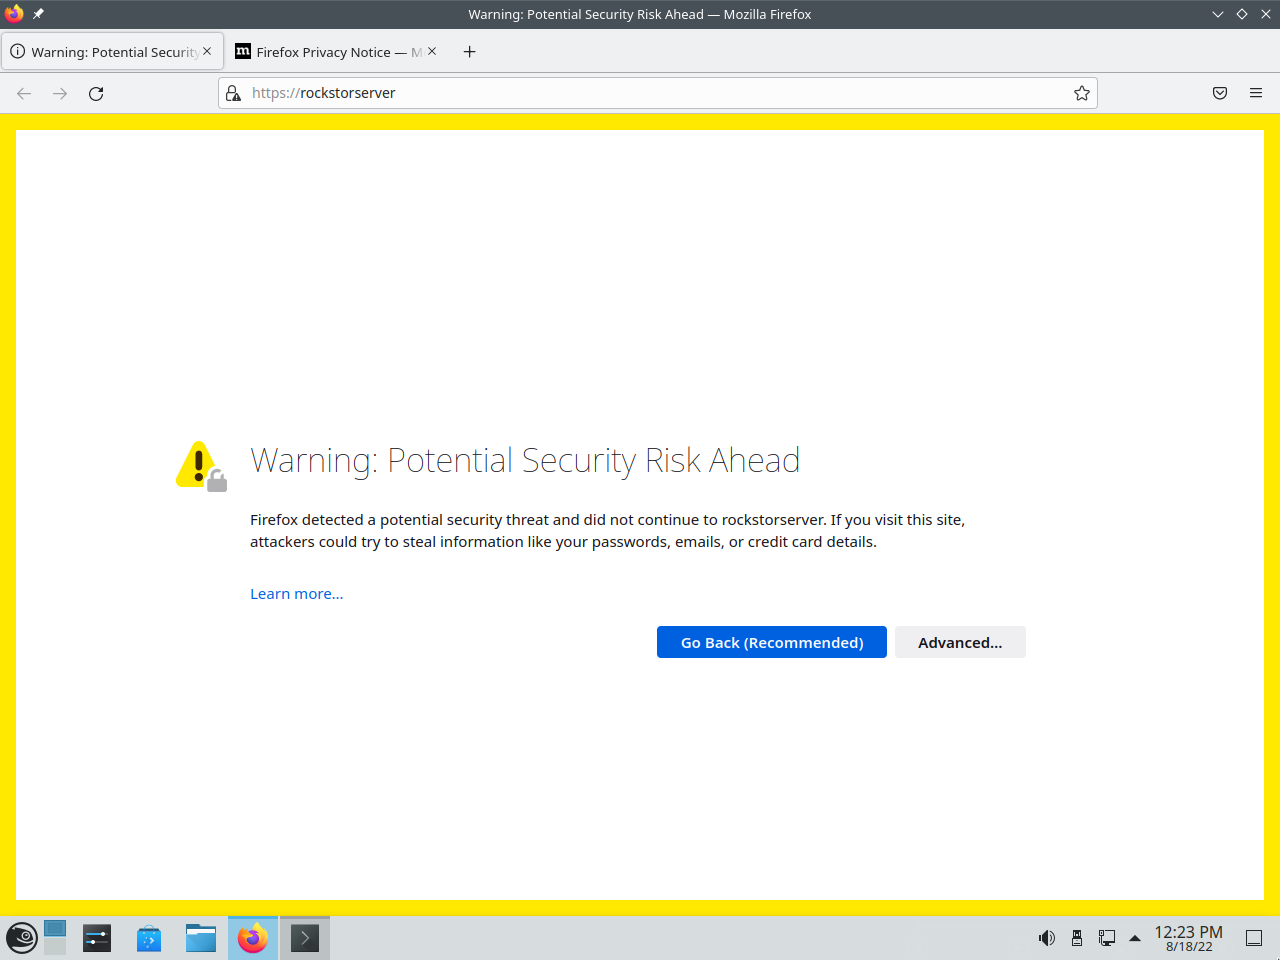 Warning: Potential Security Risk Ahead — Mozilla Firefox
Warning: Potential Security
Firefox Privacy Notice — M
https://rockstorserver
Warning: Potential Security Risk Ahead
Firefox detected a potential security threat and did not continue to rockstorserver. If you visit this site,
attackers could try to steal information like your passwords, emails, or credit card details.
Learn more…
Go Back (Recommended)
Advanced…
12:23 PM
8/18/22